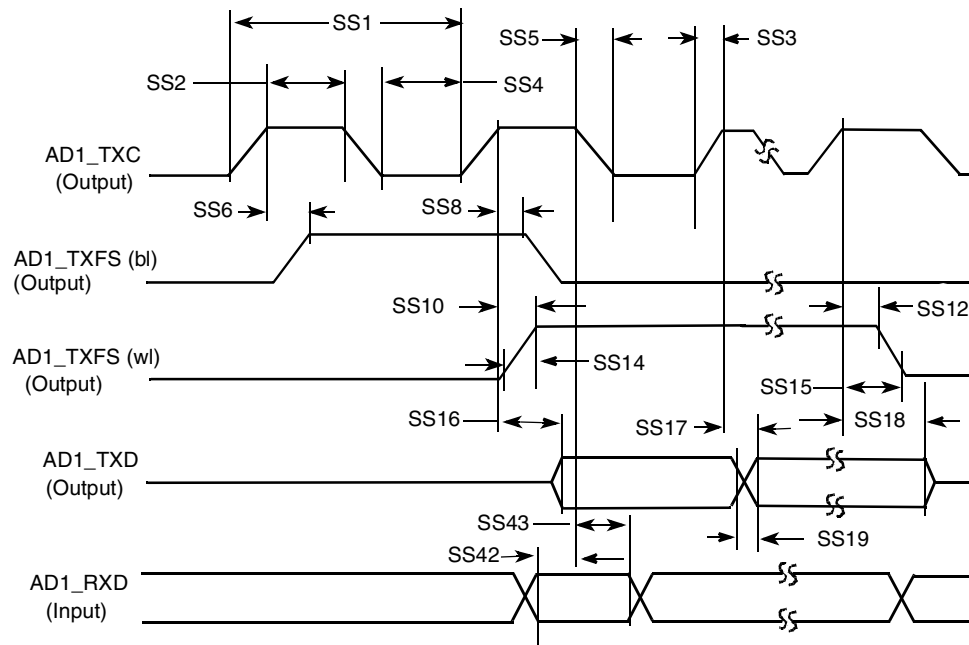 SS1
SS5
SS3
SS2
SS4
AD1_TXC
(Output)
SS6
SS8
AD1_TXFS (bl)
(Output)
SS10
SS12
AD1_TXFS (wl)
(Output)
SS14
SS15
SS16
SS17
SS18
AD1_TXD
(Output)
SS43
SS19
SS42
AD1_RXD
(Input)